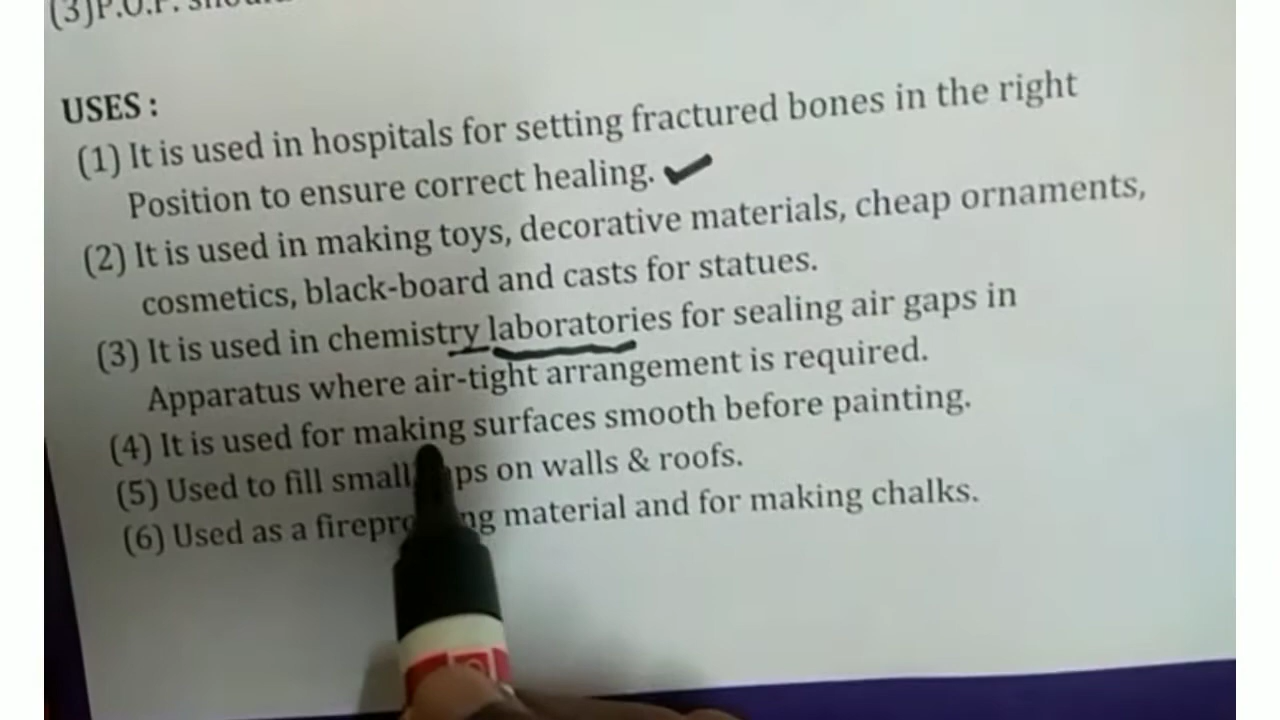 (3)P.O.P.
USES :
(1) It is used in hospitals for setting fractured bones in the right
Position to ensure correct healing.
(2) It is used in making toys, decorative materials, cheap ornaments,
cosmetics, black-board and casts for statues.
(3) It is used in chemistry laboratories for sealing air gaps in
Apparatus where air-tight arrangement is required.
(4) It is used for making surfaces smooth before painting.
(5) Used to fill small on walls & roofs.
(6) Used as a material and for making chalks.